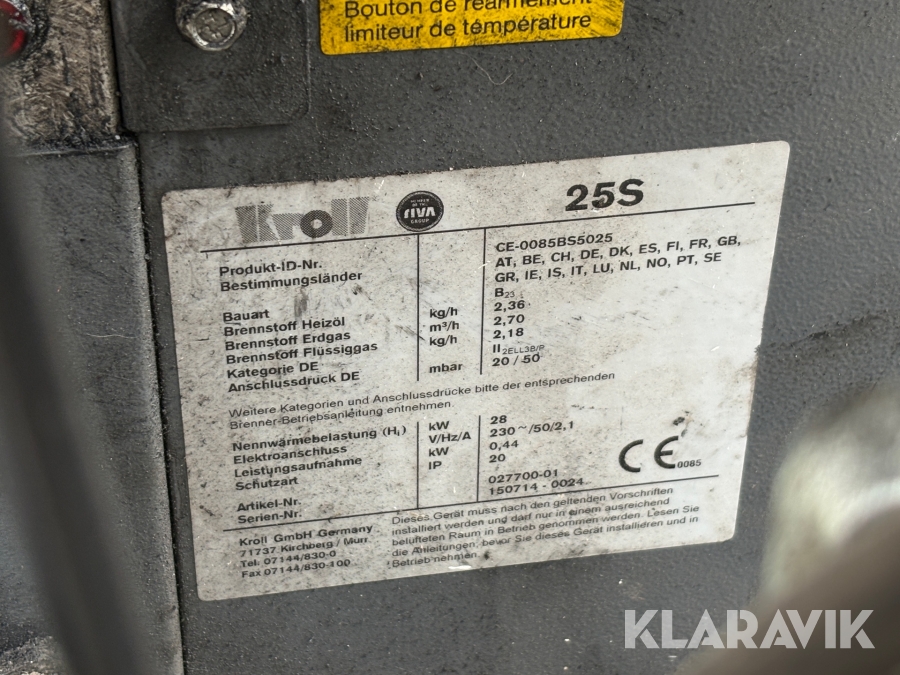 Bouton de réarmement
limiteur de température
Kroll
MEMBER OF THE
SIVA
GROUP
25S
Produkt-ID-Nr. CE-0085BS5025
Bestimmungsländer AT, BE, CH, DE, DK, ES, FI, FR, GB,
GR, IE, IS, IT, LU, NL, NO, PT, SE
Bauart B23
Brennstoff Heizöl kg/h 2,36
Brennstoff Erdgas m³/h 2,70
Brennstoff Flüssiggas kg/h 2,18
Kategorie DE II2ELL3B/P
Anschlussdruck DE mbar 20 / 50
Weitere Kategorien und Anschlussdrücke bitte der entsprechenden
Brenner-Betriebsanleitung entnehmen.
Nennwärmebelastung (Hi) kW 28
Elektroanschluss V/Hz/A 230~/50/2,1
Leistungsaufnahme kW 0,44
Schutzart IP 20
CE 0085
Artikel-Nr. 027700-01
Serien-Nr. 150714 - 0024
Kroll GmbH Germany
71737 Kirchberg / Murr
Tel. 07144/830-0
Fax 07144/830-100
Dieses Gerät muss nach den geltenden Vorschriften
installiert werden und darf nur in einem ausreichend
belüfteten Raum in Betrieb genommen werden. Lesen Sie
die Anleitungen, bevor Sie dieses Gerät installieren und in
Betrieb nehmen.
KLARAVIK